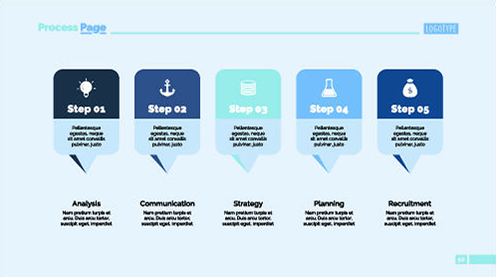 Process Page
LOGOTYPE
Step 01
Pellentesque
egestas, neque
sit amet convallis
pulvinar, justo
Step 02
Pellentesque
egestas, neque
sit amet convallis
pulvinar, justo
Step 03
Pellentesque
egestas, neque
sit amet convallis
pulvinar, justo
Step 04
Pellentesque
egestas, neque
sit amet convallis
pulvinar, justo
Step 05
Pellentesque
egestas, neque
sit amet convallis
pulvinar, justo
Analysis
Nam pretium turpis et
arcu. Duis arcu tortor,
suscipit eget, imperdiet
Communication
Nam pretium turpis et
arcu. Duis arcu tortor,
suscipit eget, imperdiet
Strategy
Nam pretium turpis et
arcu. Duis arcu tortor,
suscipit eget, imperdiet
Planning
Nam pretium turpis et
arcu. Duis arcu tortor,
suscipit eget, imperdiet
Recruitment
Nam pretium turpis et
arcu. Duis arcu tortor,
suscipit eget, imperdiet